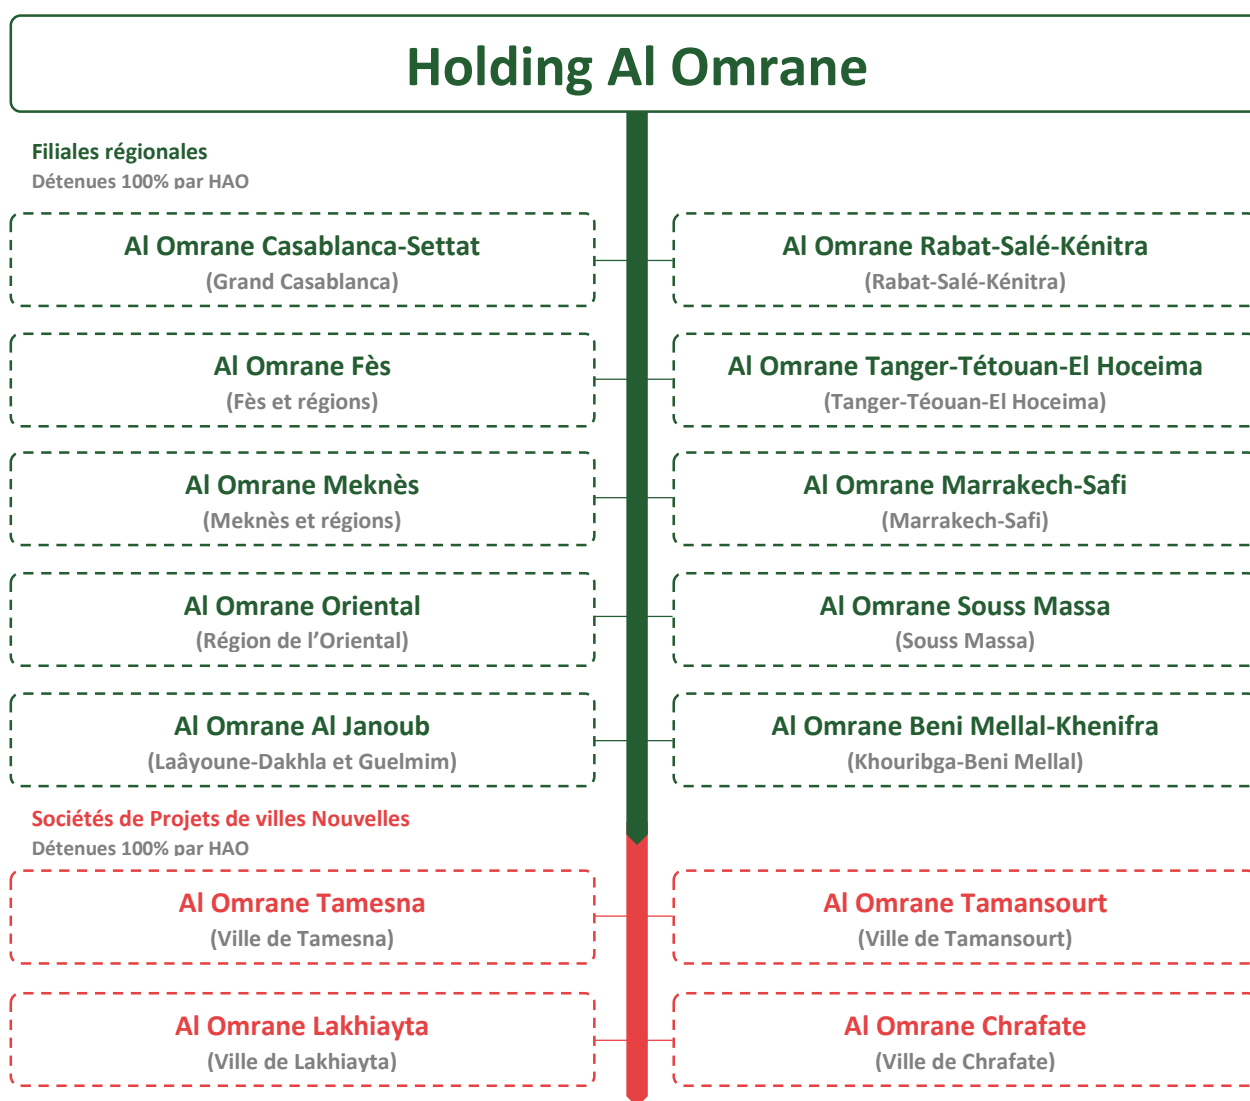 Holding Al Omrane
Filiales régionales
Détenues 100% par HAO
Al Omrane Casablanca-Settat
(Grand Casablanca)
Al Omrane Rabat-Salé-Kénitra
(Rabat-Salé-Kénitra)
Al Omrane Fès
(Fès et régions)
Al Omrane Tanger-Tétouan-El Hoceima
(Tanger-Téouan-El Hoceima)
Al Omrane Meknès
(Meknès et régions)
Al Omrane Marrakech-Safi
(Marrakech-Safi)
Al Omrane Oriental
(Région de l’Oriental)
Al Omrane Souss Massa
(Souss Massa)
Al Omrane Al Janoub
(Laâyoune-Dakhla et Guelmim)
Al Omrane Beni Mellal-Khenifra
(Khouribga-Beni Mellal)
Sociétés de Projets de villes Nouvelles
Détenues 100% par HAO
Al Omrane Tamesna
(Ville de Tamesna)
Al Omrane Tamansourt
(Ville de Tamansourt)
Al Omrane Lakhiayta
(Ville de Lakhiayta)
Al Omrane Chrafate
(Ville de Chrafate)